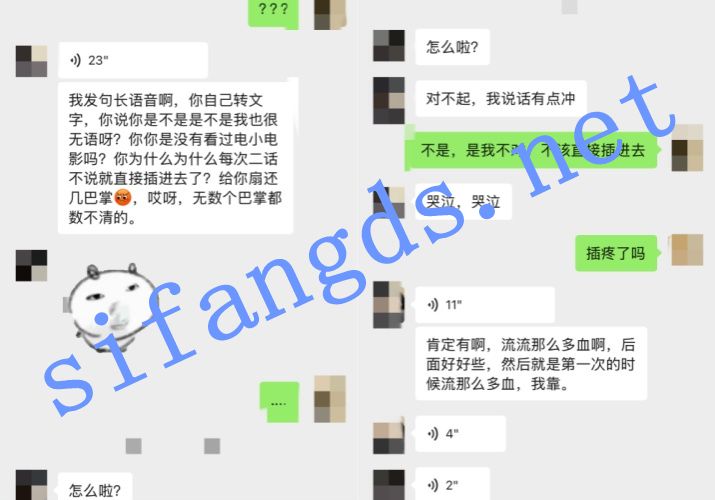 ???
23"
我发句长语音啊，你自己转文
字，你说你是不是是不是我也很
无语呀？你你是没有看过电小电
影吗？你为什么为什么每次二话
不说就直接插进去了？给你扇还
几巴掌😡，哎呀，无数个巴掌都
数不清的。
....
怎么啦？
怎么啦？
对不起，我说话有点冲
不是，是我不 不该直接插进去
哭泣，哭泣
插疼了吗
11"
肯定有啊，流流那么多血啊，后
面好好些，然后就是第一次的时
候流那么多血，我靠。
4"
2"
sifangds.net